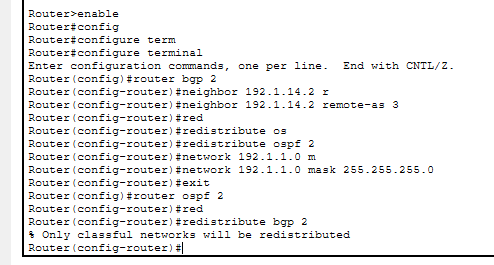 Router>enable
Router#config
Router#configure term
Router#configure terminal
Enter configuration commands, one per line.  End with CNTL/Z.
Router(config)#router bgp 2
Router(config-router)#neighbor 192.1.14.2 r
Router(config-router)#neighbor 192.1.14.2 remote-as 3
Router(config-router)#red
Router(config-router)#redistribute os
Router(config-router)#redistribute ospf 2
Router(config-router)#network 192.1.1.0 m
Router(config-router)#network 192.1.1.0 mask 255.255.255.0
Router(config-router)#exit
Router(config)#router ospf 2
Router(config-router)#red
Router(config-router)#redistribute bgp 2
% Only classful networks will be redistributed
Router(config-router)#